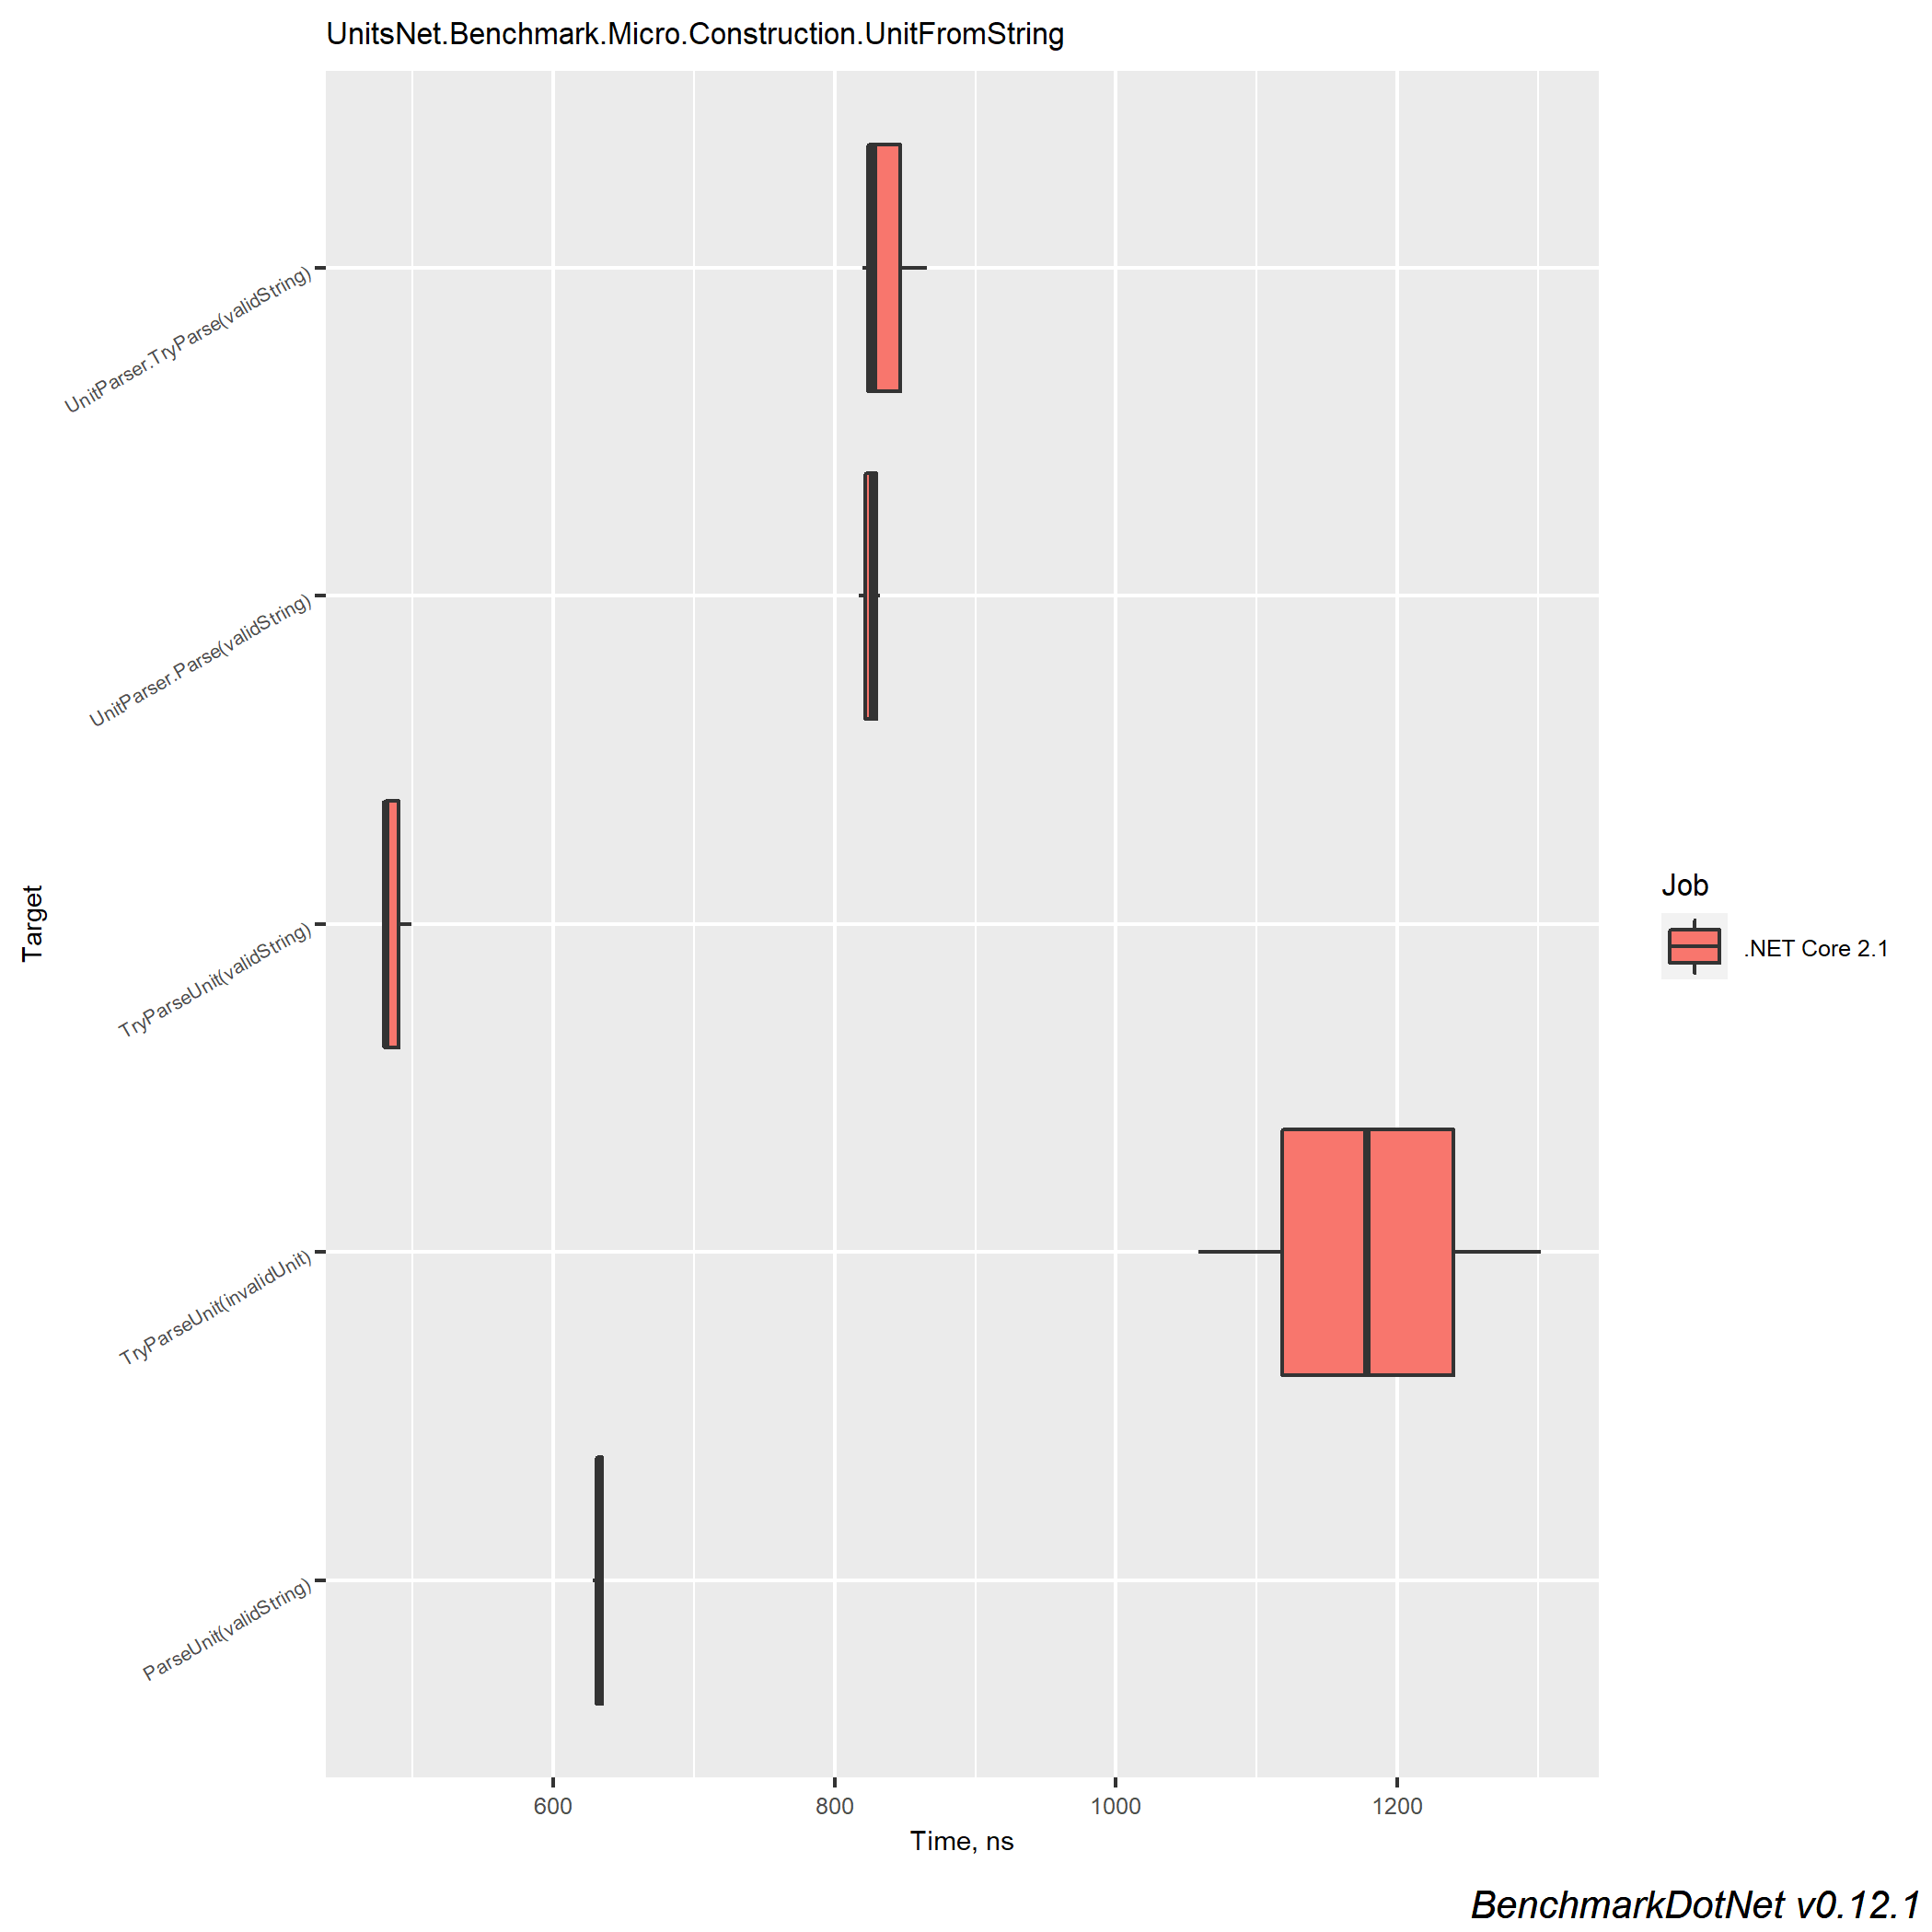 UnitsNet.Benchmark.Micro.Construction.UnitFromString
UnitParser.TryParse(validString)
UnitParser.Parse(validString)
TryParseUnit(validString)
TryParseUnit(invalidUnit)
ParseUnit(validString)
Target
600
800
1000
1200
Time, ns
Job
.NET Core 2.1
BenchmarkDotNet v0.12.1